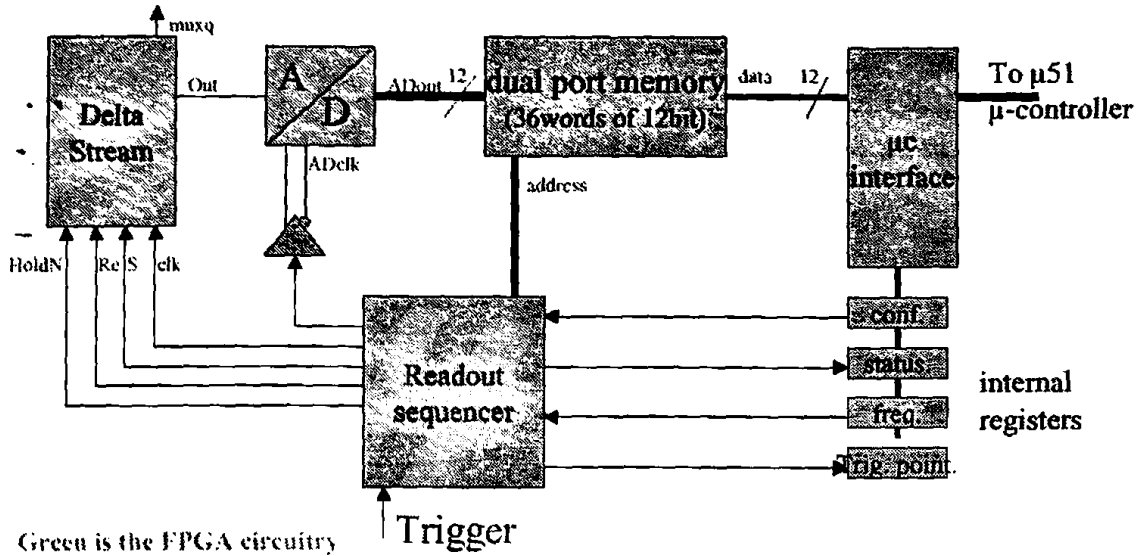 muxq
Out
Delta
Stream
A
D
ADout
12
ADclk
dual port memory
(36words of 12bit)
data
12
To μ51
μ-controller
μc
interface
address
HoldN
Re
S
clk
Readout
sequencer
conf.
status
freq.
Trig. point.
internal
registers
Trigger
Green is the FPGA circuitry